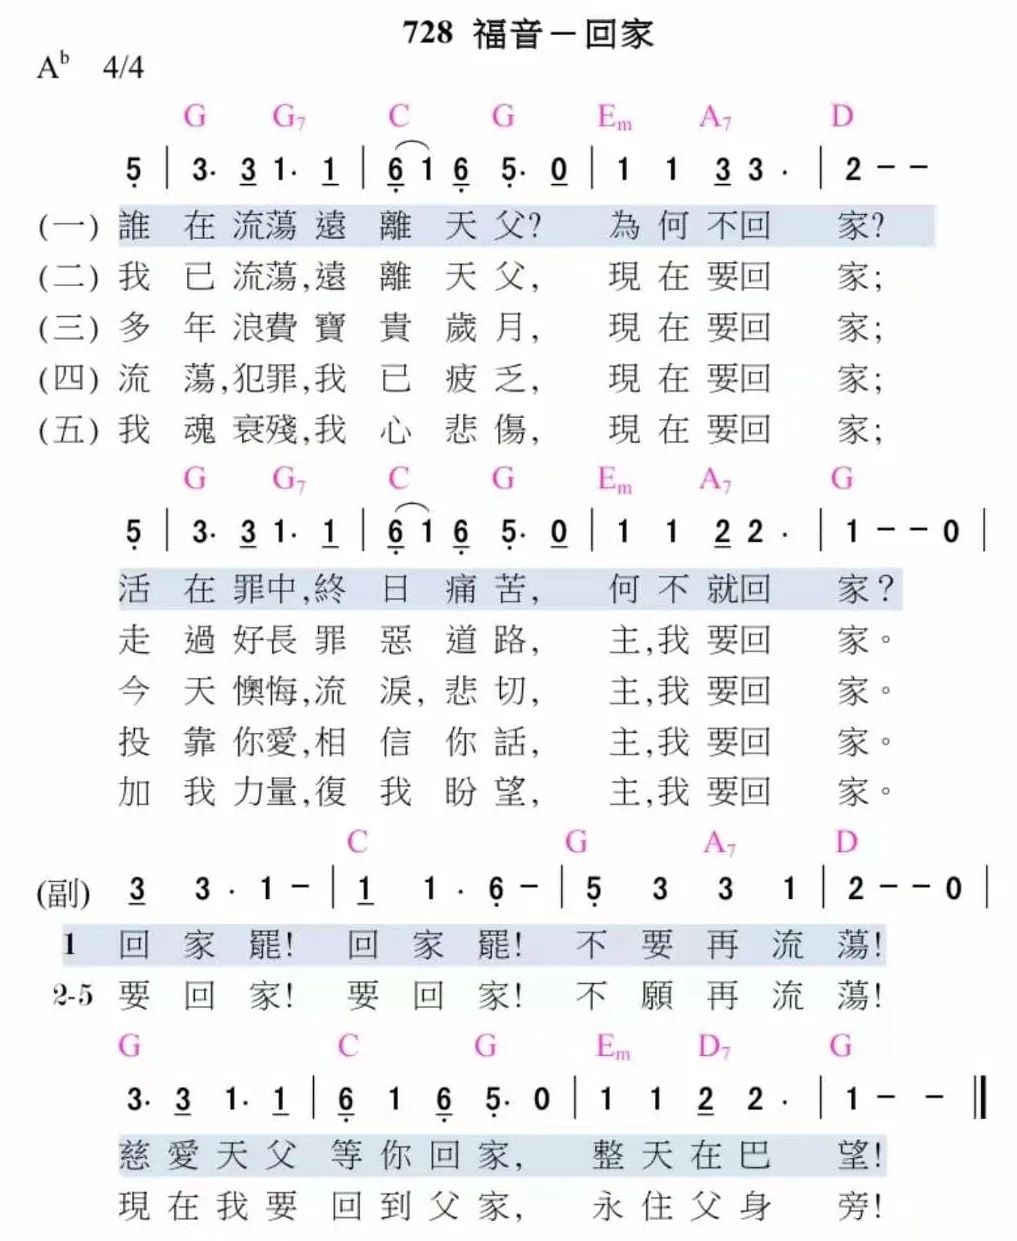 728 福音－回家
A♭ 4/4
G G7 C G Em A7 D
5̣ | 3· 3 1· 1 | 6̣ 1 6̣ 5̣· 0 | 1 1 3 3 · | 2 － －
(一) 誰 在 流蕩 遠 離 天 父? 為 何 不回 家?
(二) 我 已 流蕩,遠 離 天 父, 現 在 要回 家;
(三) 多 年 浪費 寶 貴 歲 月, 現 在 要回 家;
(四) 流 蕩,犯罪,我 已 疲 乏, 現 在 要回 家;
(五) 我 魂 衰殘,我 心 悲 傷, 現 在 要回 家;
G G7 C G Em A7 G
5̣ | 3· 3 1· 1 | 6̣ 1 6̣ 5̣· 0 | 1 1 2 2 · | 1 － － 0 |
活 在 罪中,終 日 痛 苦, 何 不 就回 家?
走 過 好長 罪 惡 道 路, 主,我 要回 家。
今 天 懊悔,流 淚, 悲 切, 主,我 要回 家。
投 靠 你愛,相 信 你 話, 主,我 要回 家。
加 我 力量,復 我 盼 望, 主,我 要回 家。
C G A7 D
(副) 3 3 · 1 － | 1 1 · 6̣ － | 5̣ 3 3 1 | 2 － － 0 |
1 回 家 罷! 回 家 罷! 不 要 再 流 蕩!
2-5 要 回 家! 要 回 家! 不 願 再 流 蕩!
G C G Em D7 G
3· 3 1· 1 | 6̣ 1 6̣ 5̣· 0 | 1 1 2 2 · | 1 － － ‖
慈 愛 天 父 等 你 回 家, 整 天 在 巴 望!
現 在 我 要 回 到 父 家, 永 住 父 身 旁!